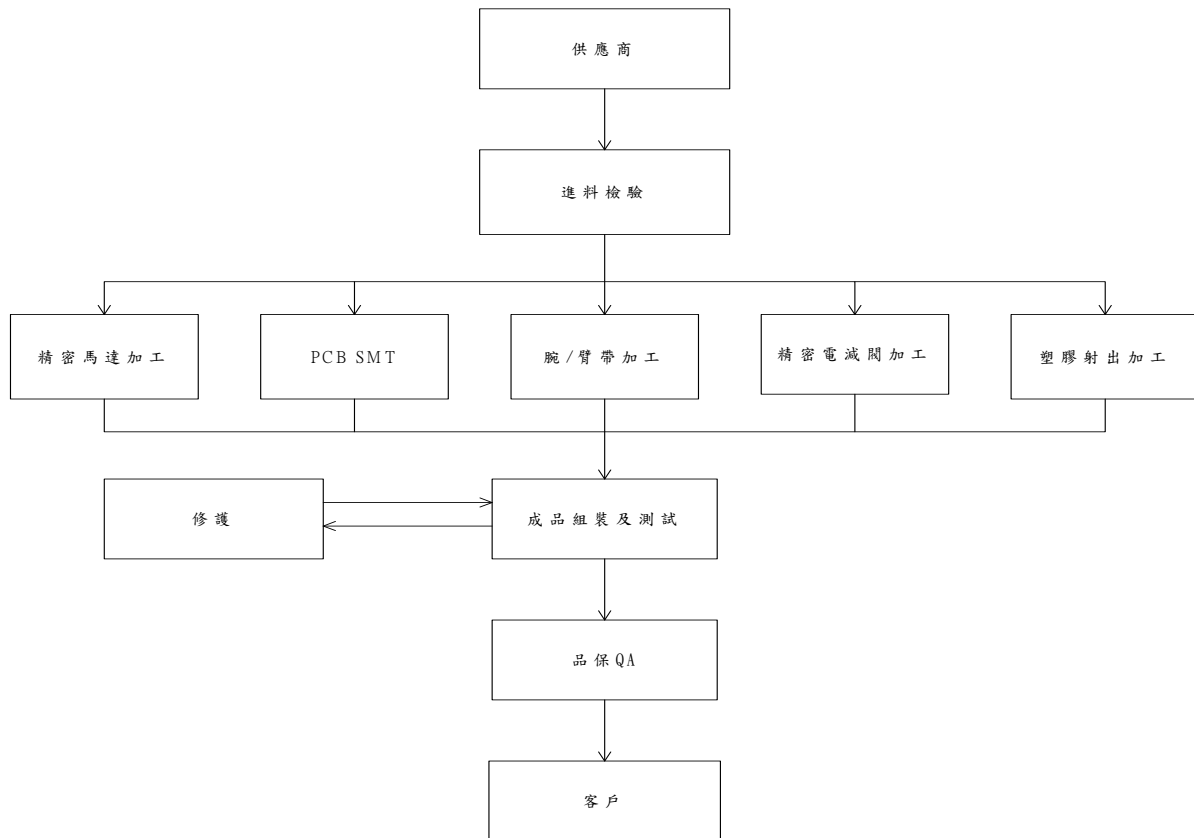 供應商
進料檢驗
精密馬達加工
PCB SMT
腕/臂帶加工
精密電減閥加工
塑膠射出加工
修護
成品組裝及測試
品保QA
客戶